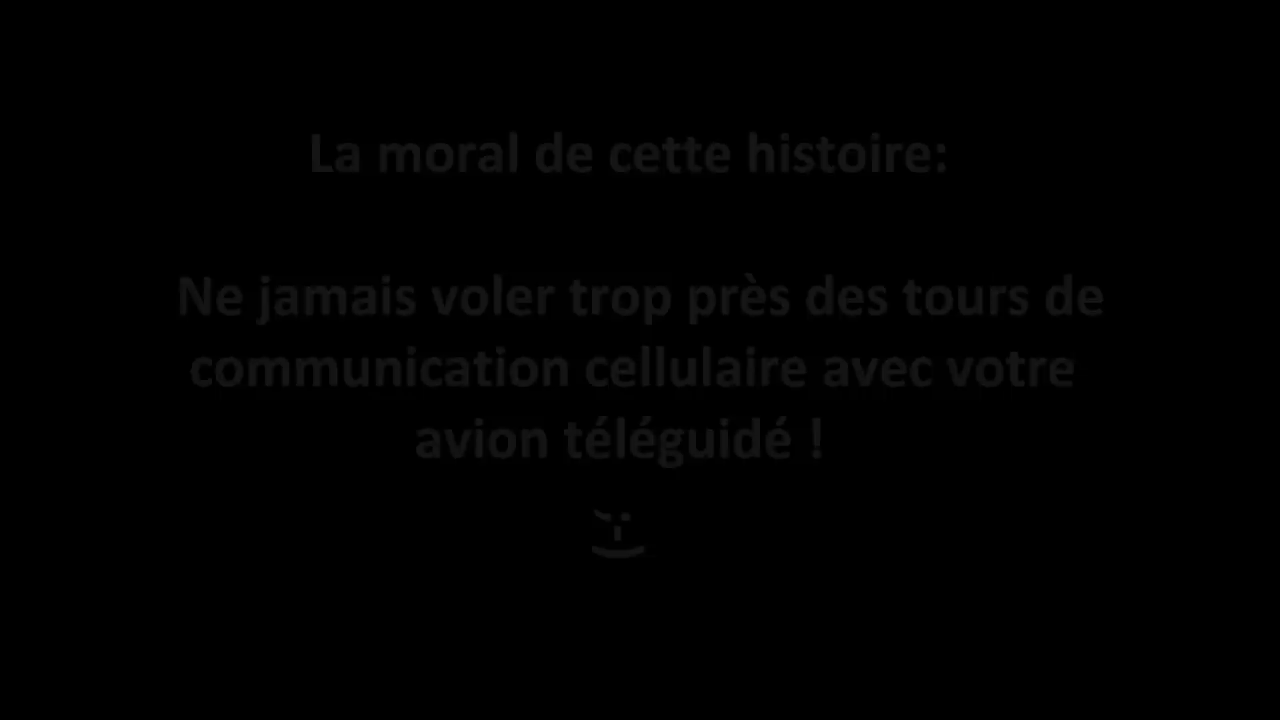 La moral de cette histoire:
Ne jamais voler trop près des tours de
communication cellulaire avec votre
avion téléguidé !
;-)